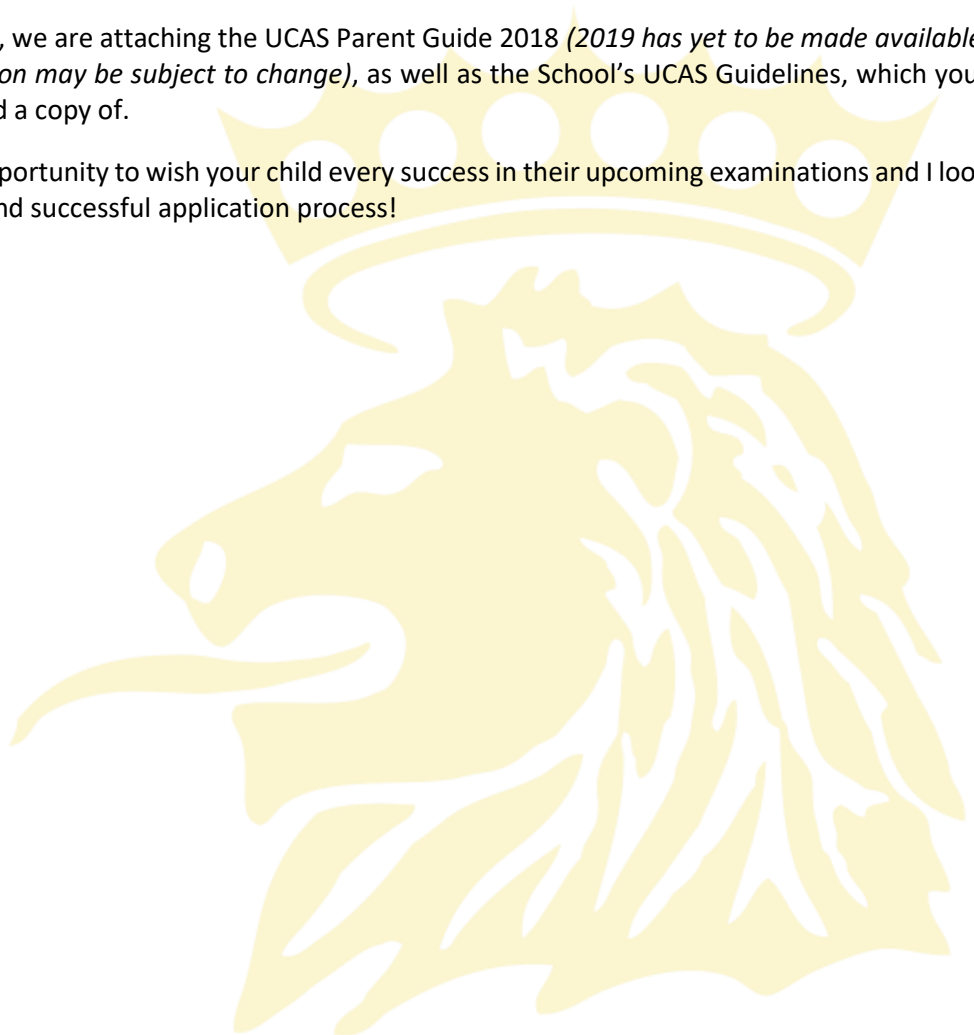 , we are attaching the UCAS Parent Guide 2018 (2019 has yet to be made available
on may be subject to change), as well as the School’s UCAS Guidelines, which you
d a copy of.
portunity to wish your child every success in their upcoming examinations and I loo
nd successful application process!